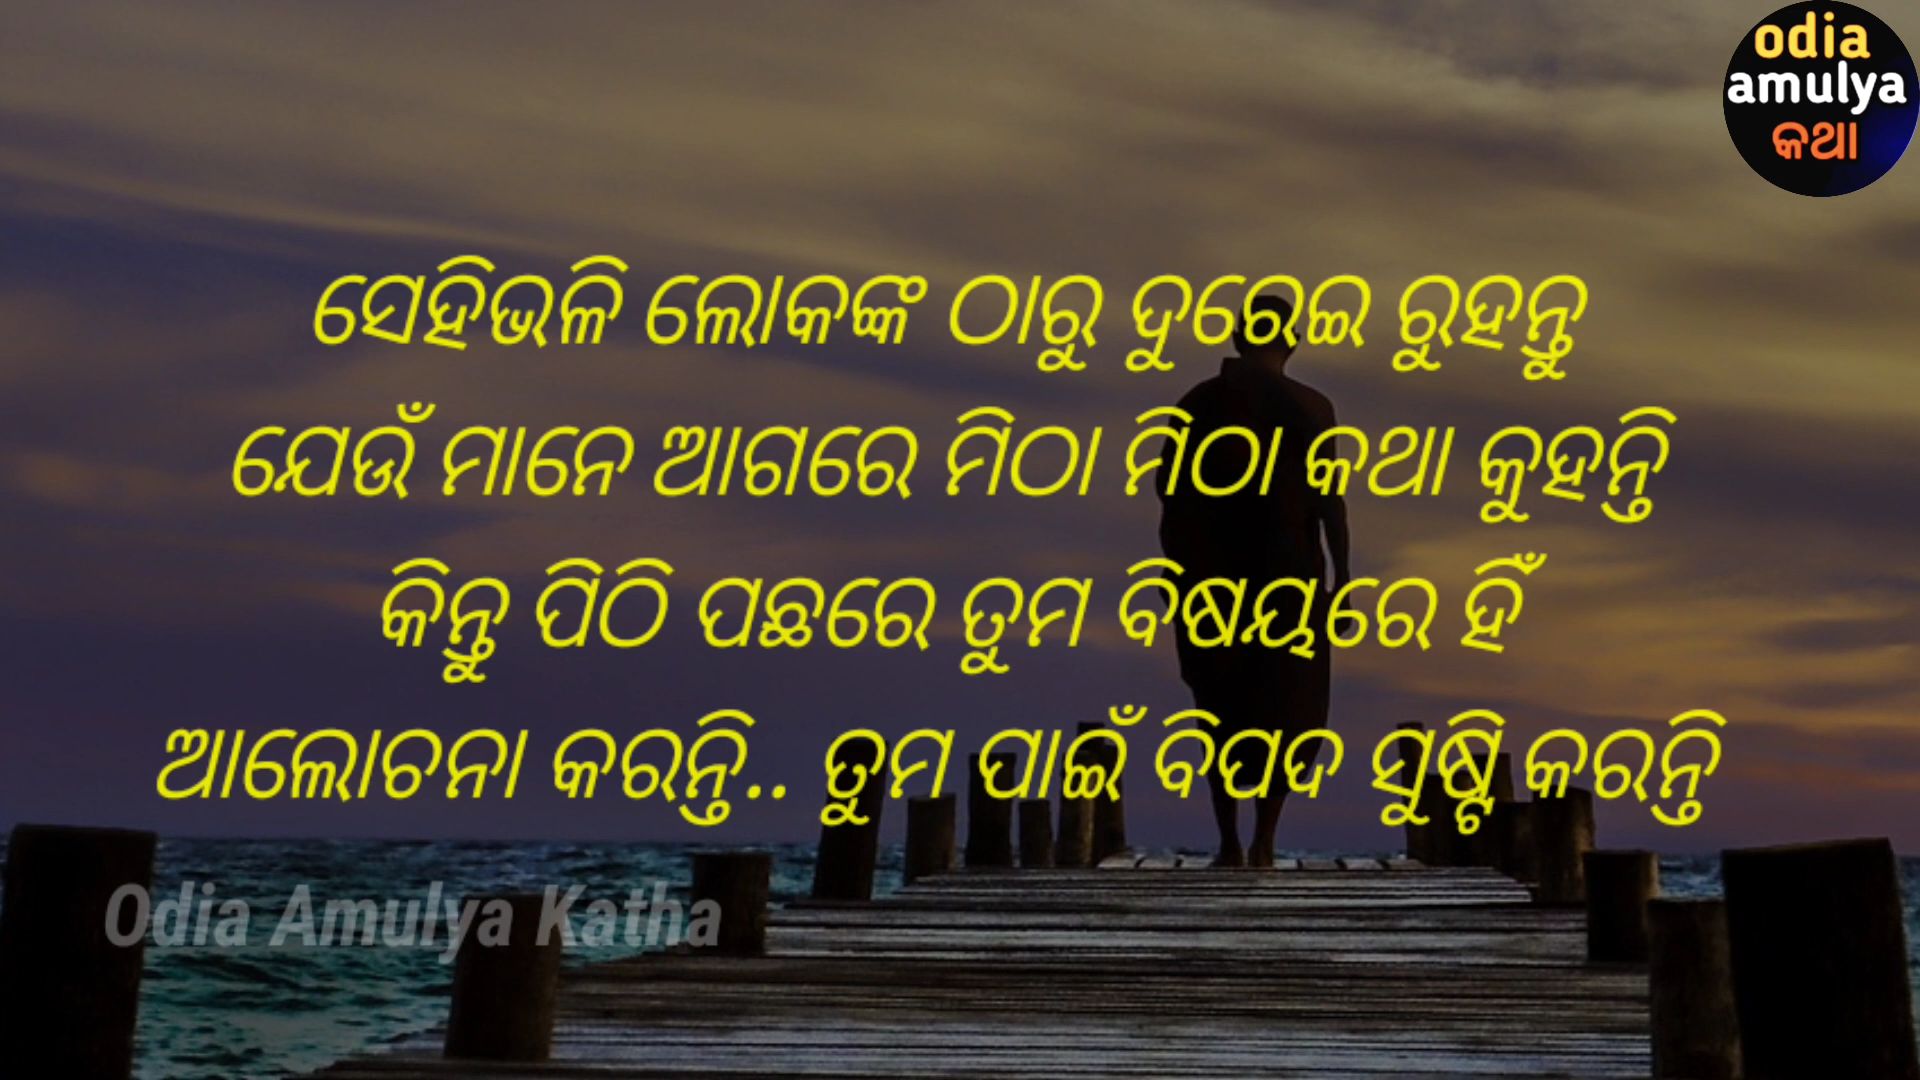 odia
amulya
କଥା
ସେହିଭଳି ଲୋକଙ୍କ ଠାରୁ ଦୁରେଇ ରୁହନ୍ତୁ
ଯେଉଁ ମାନେ ଆଗରେ ମିଠା ମିଠା କଥା କୁହନ୍ତି
କିନ୍ତୁ ପିଠି ପଛରେ ତୁମ ବିଷୟରେ ହିଁ
ଆଲୋଚନା କରନ୍ତି.. ତୁମ ପାଇଁ ବିପଦ ସୁଷ୍ଟି କରନ୍ତି
Odia Amulya Katha